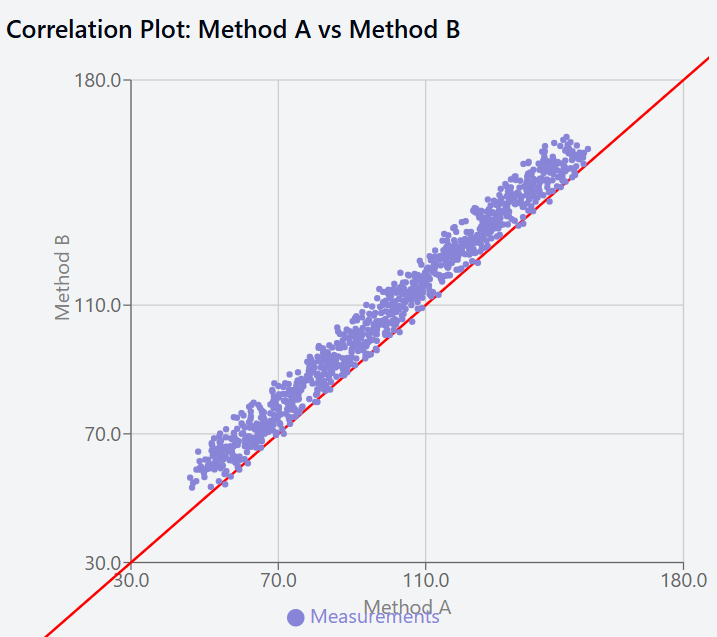 Correlation Plot: Method A vs Method B
180.0
110.0
70.0
30.0
Method B
30.0 70.0 110.0 180.0
Method A
Measurements